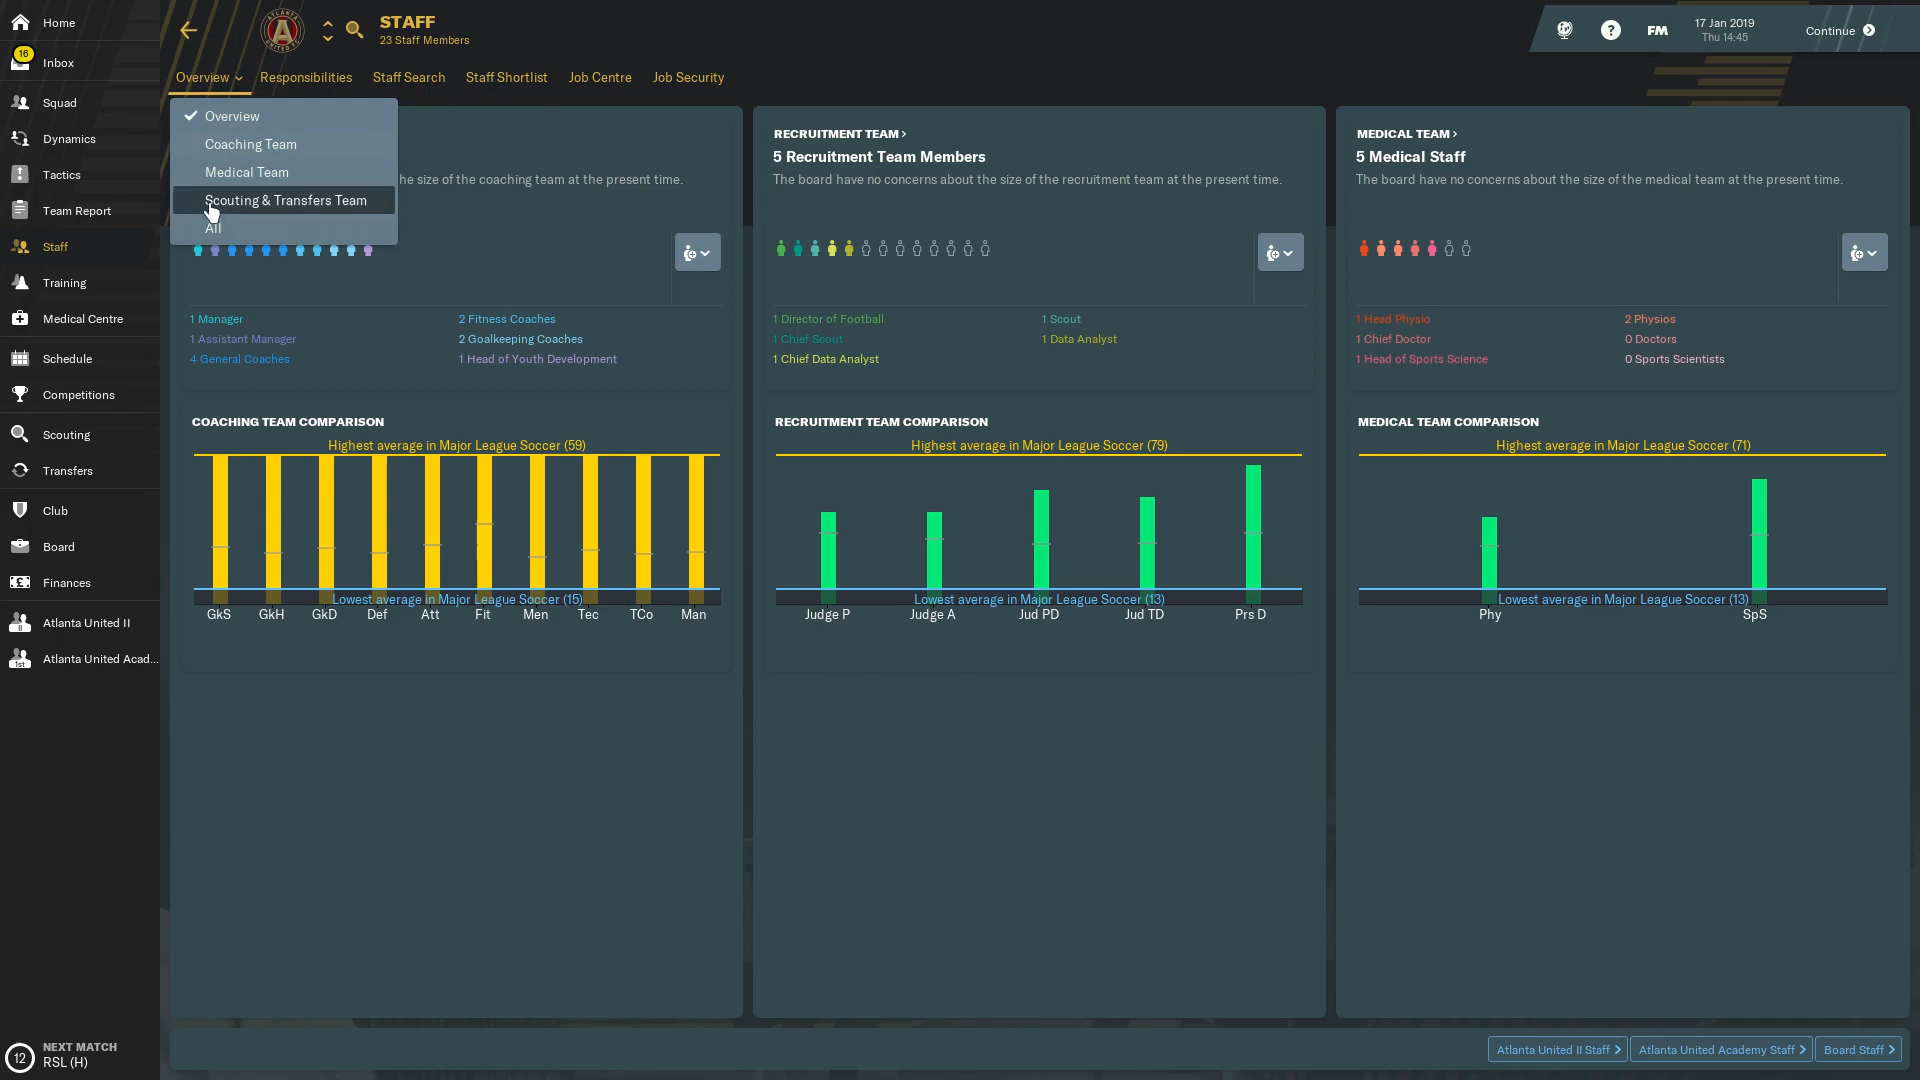 Home
16
Inbox
Squad
Dynamics
Tactics
Team Report
Staff
Training
Medical Centre
Schedule
Competitions
Scouting
Transfers
Club
Board
Finances
II
Atlanta United II
1st
Atlanta United Acad...
12
NEXT MATCH
RSL (H)
ATLANTA
UNITED FC
STAFF
23 Staff Members
FM
17 Jan 2019
Thu 14:45
Continue
Overview
Responsibilities
Staff Search
Staff Shortlist
Job Centre
Job Security
Overview
Coaching Team
Medical Team
Scouting & Transfers Team
All
he size of the coaching team at the present time.
1 Manager
1 Assistant Manager
4 General Coaches
2 Fitness Coaches
2 Goalkeeping Coaches
1 Head of Youth Development
COACHING TEAM COMPARISON
Highest average in Major League Soccer (59)
Lowest average in Major League Soccer (15)
GkS GkH GkD Def Att Fit Men Tec TCo Man
RECRUITMENT TEAM >
5 Recruitment Team Members
The board have no concerns about the size of the recruitment team at the present time.
1 Director of Football
1 Chief Scout
1 Chief Data Analyst
1 Scout
1 Data Analyst
RECRUITMENT TEAM COMPARISON
Highest average in Major League Soccer (79)
Lowest average in Major League Soccer (13)
Judge P Judge A Jud PD Jud TD Prs D
MEDICAL TEAM >
5 Medical Staff
The board have no concerns about the size of the medical team at the present time.
1 Head Physio
1 Chief Doctor
1 Head of Sports Science
2 Physios
0 Doctors
0 Sports Scientists
MEDICAL TEAM COMPARISON
Highest average in Major League Soccer (71)
Lowest average in Major League Soccer (13)
Phy SpS
Atlanta United II Staff >
Atlanta United Academy Staff >
Board Staff >